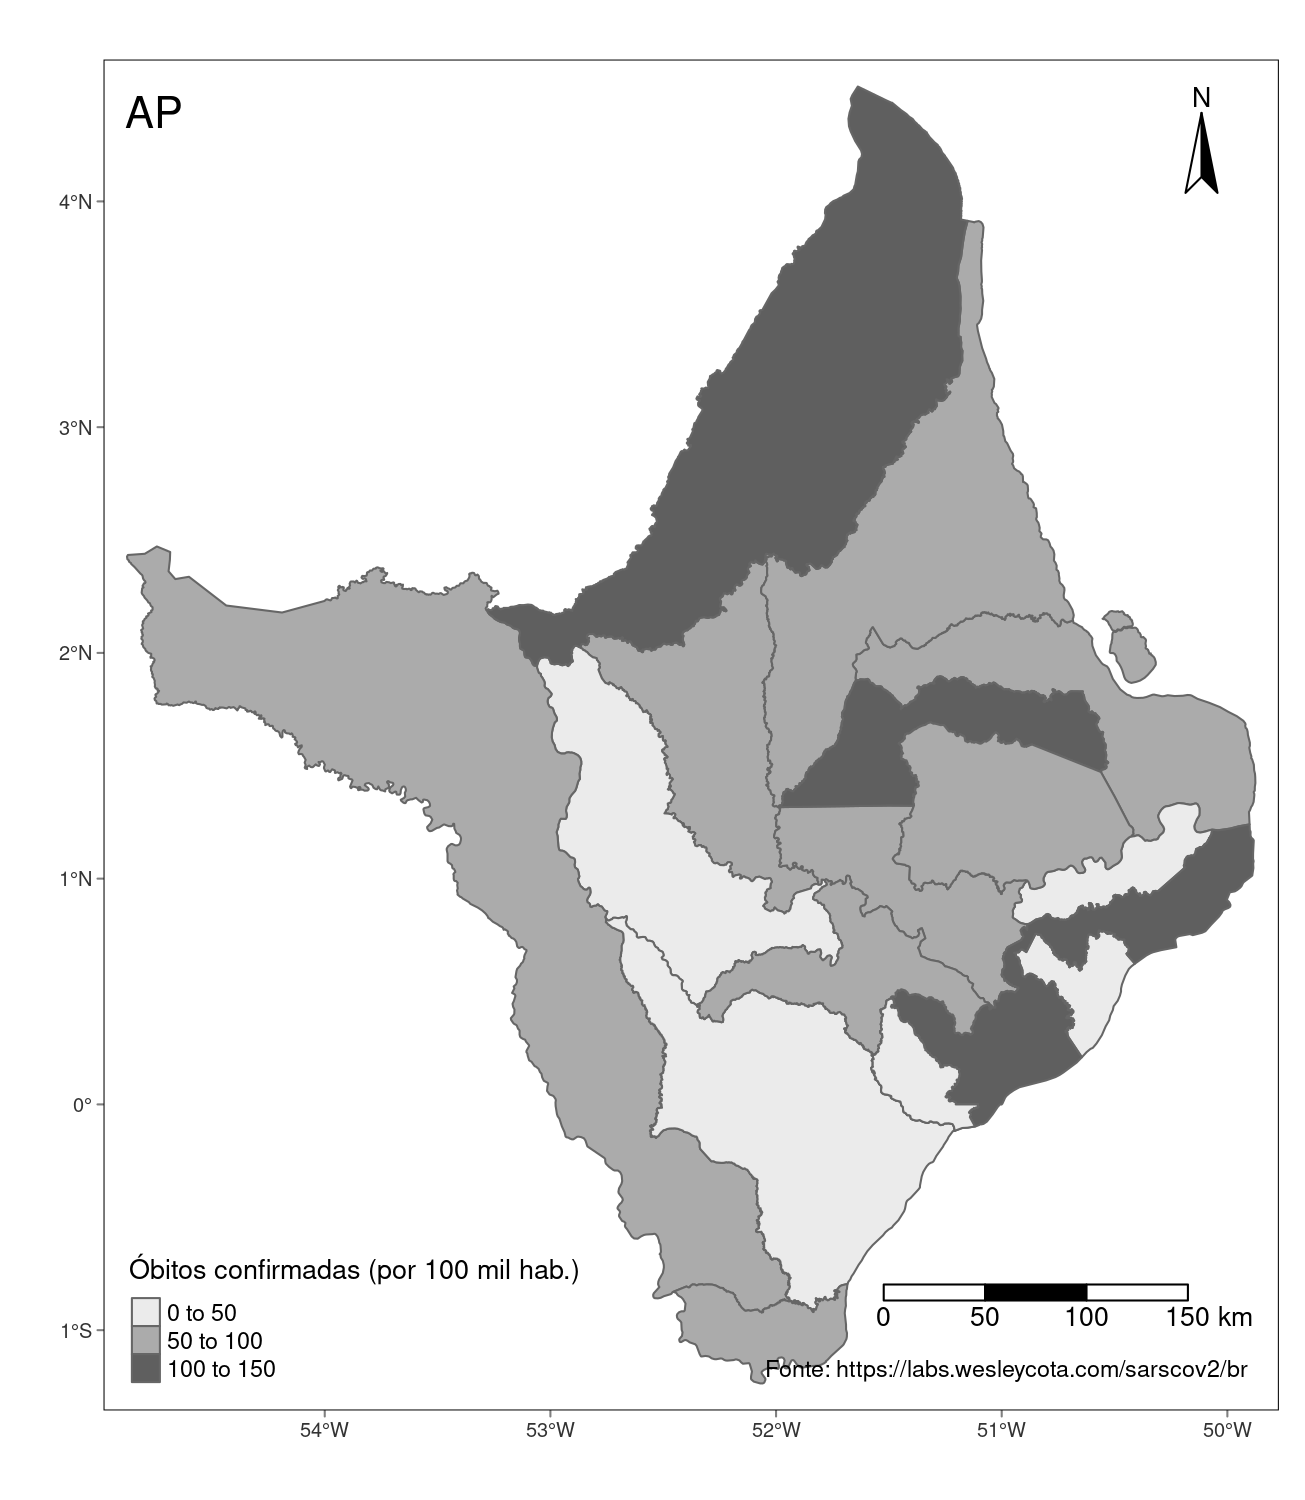 AP
N
4°N
3°N
2°N
1°N
0°
1°S
Óbitos confirmadas (por 100 mil hab.)
0 to 50
50 to 100
100 to 150
0 50 100 150 km
Fonte: https://labs.wesleycota.com/sarscov2/br
54°W 53°W 52°W 51°W 50°W